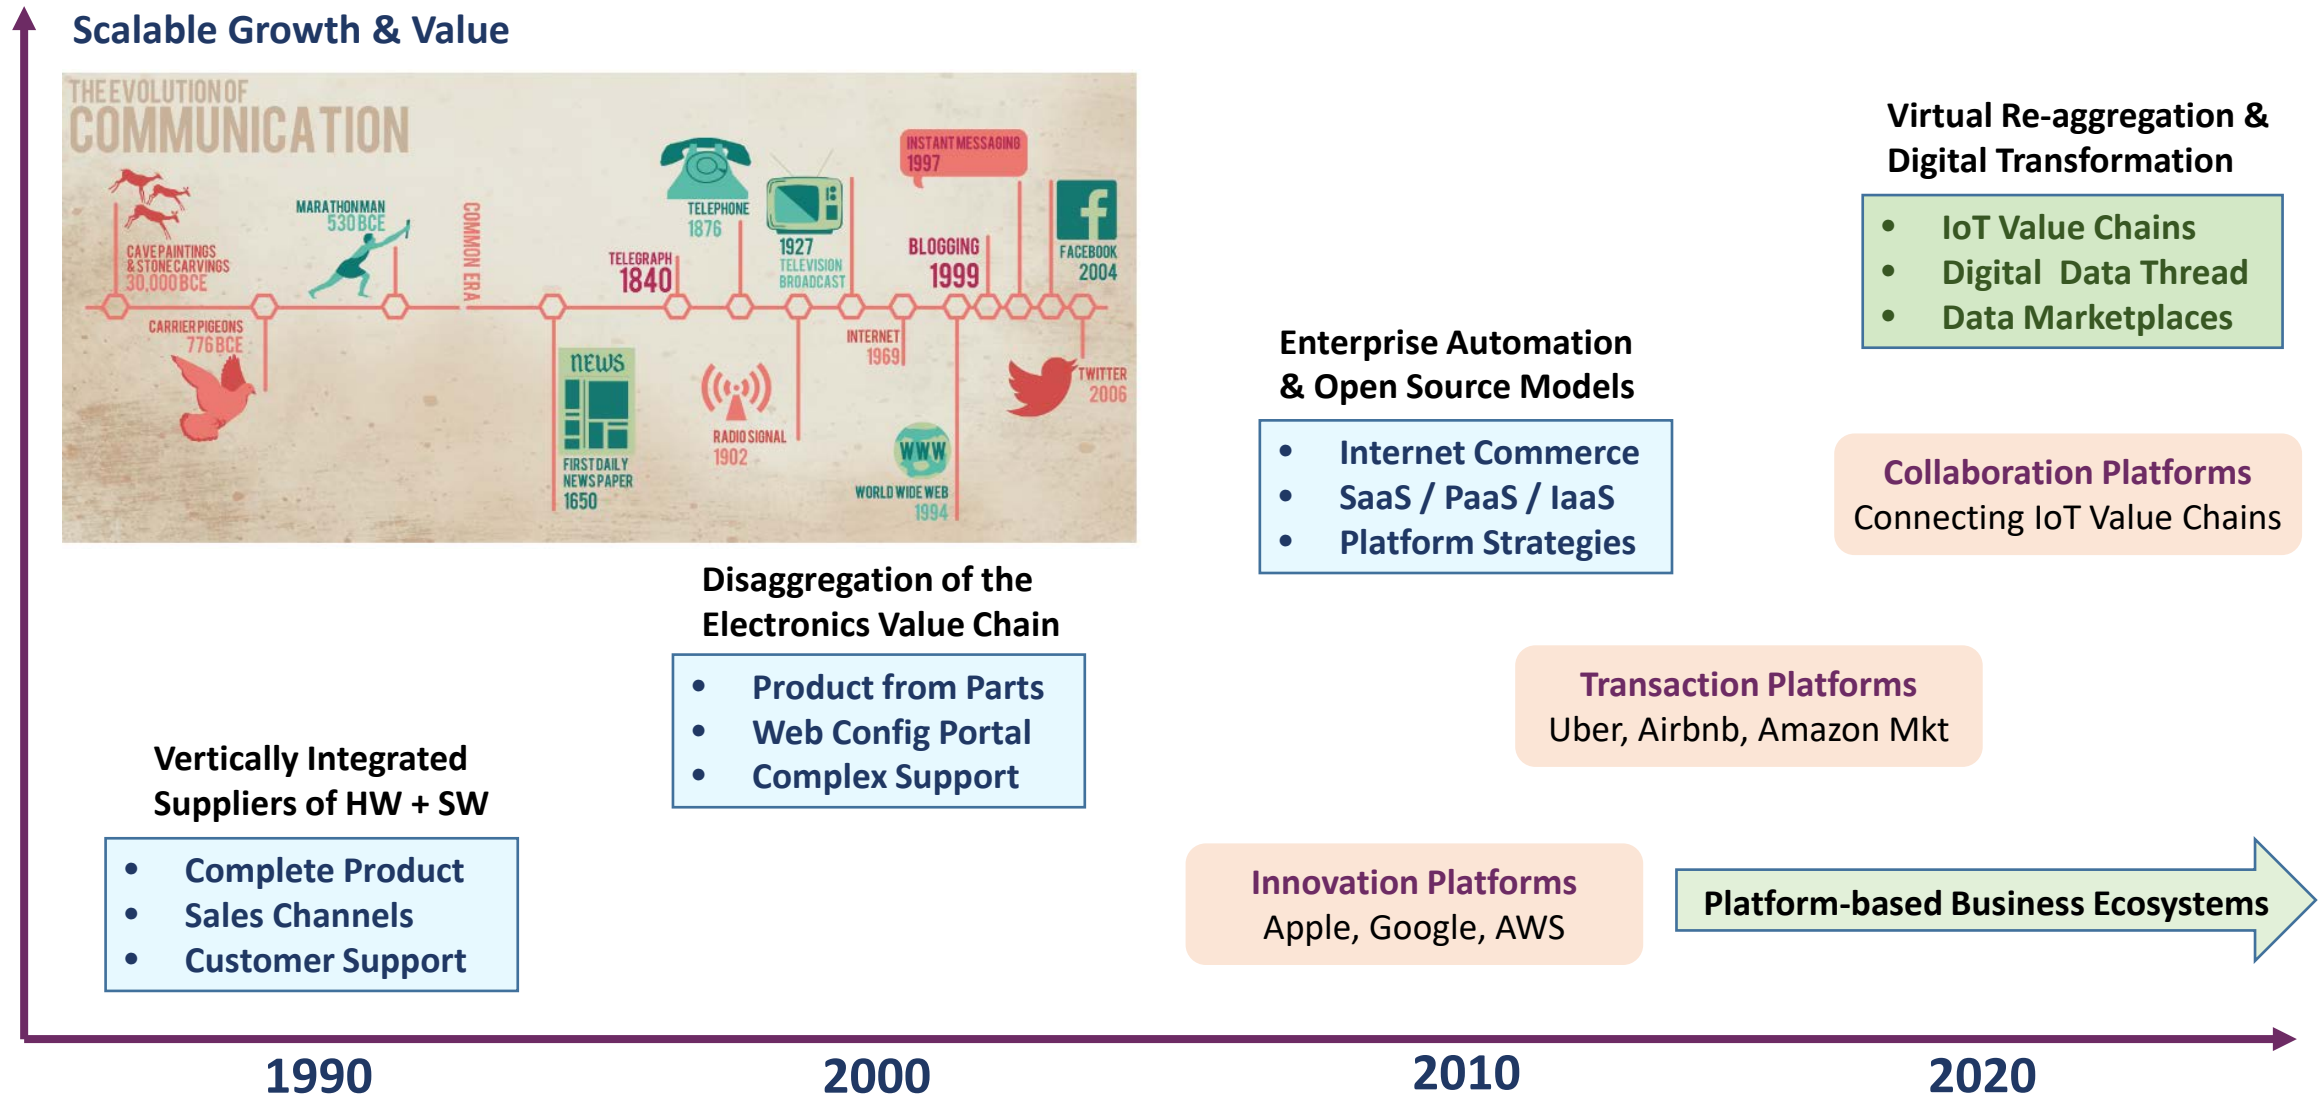 Scalable Growth & Value
THE EVOLUTION OF
COMMUNICATION
CAVE PAINTINGS
& STONE CARVINGS
30,000 BCE
CARRIER PIGEONS
776 BCE
MARATHON MAN
530 BCE
COMMON ERA
NEWS
FIRST DAILY
NEWSPAPER
1650
TELEGRAPH
1840
TELEPHONE
1876
RADIO SIGNAL
1902
1927
TELEVISION
BROADCAST
INTERNET
1969
WWW
WORLD WIDE WEB
1994
INSTANT MESSAGING
1997
BLOGGING
1999
f
FACEBOOK
2004
TWITTER
2006
Vertically Integrated
Suppliers of HW + SW
• Complete Product
• Sales Channels
• Customer Support
Disaggregation of the
Electronics Value Chain
• Product from Parts
• Web Config Portal
• Complex Support
Enterprise Automation
& Open Source Models
• Internet Commerce
• SaaS / PaaS / IaaS
• Platform Strategies
Virtual Re-aggregation &
Digital Transformation
• IoT Value Chains
• Digital  Data Thread
• Data Marketplaces
Collaboration Platforms
Connecting IoT Value Chains
Transaction Platforms
Uber, Airbnb, Amazon Mkt
Innovation Platforms
Apple, Google, AWS
Platform-based Business Ecosystems
1990
2000
2010
2020